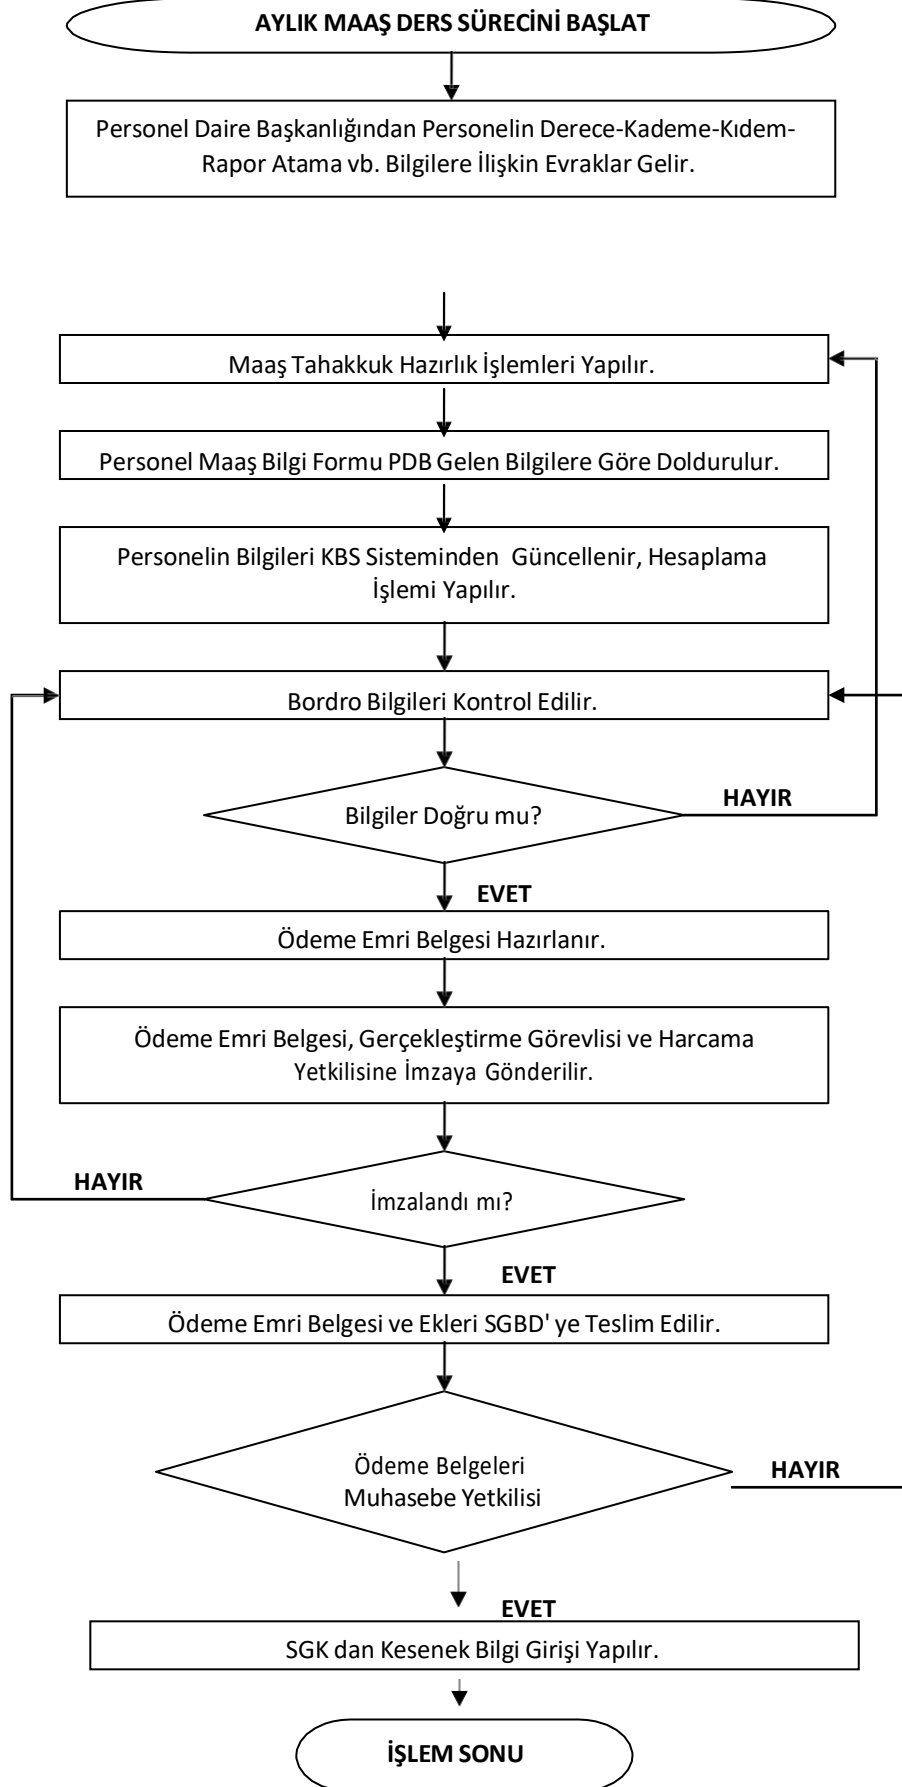 AYLIK MAAŞ DERS SÜRECİNİ BAŞLAT
Personel Daire Başkanlığından Personelin Derece-Kademe-Kıdem-
Rapor Atama vb. Bilgilere İlişkin Evraklar Gelir.
Maaş Tahakkuk Hazırlık İşlemleri Yapılır.
Personel Maaş Bilgi Formu PDB Gelen Bilgilere Göre Doldurulur.
Personelin Bilgileri KBS Sisteminden Güncellenir, Hesaplama
İşlemi Yapılır.
Bordro Bilgileri Kontrol Edilir.
Bilgiler Doğru mu?
HAYIR
EVET
Ödeme Emri Belgesi Hazırlanır.
Ödeme Emri Belgesi, Gerçekleştirme Görevlisi ve Harcama
Yetkilisine İmzaya Gönderilir.
HAYIR
İmzalandı mı?
EVET
Ödeme Emri Belgesi ve Ekleri SGBD' ye Teslim Edilir.
Ödeme Belgeleri
Muhasebe Yetkilisi
HAYIR
EVET
SGK dan Kesenek Bilgi Girişi Yapılır.
İŞLEM SONU